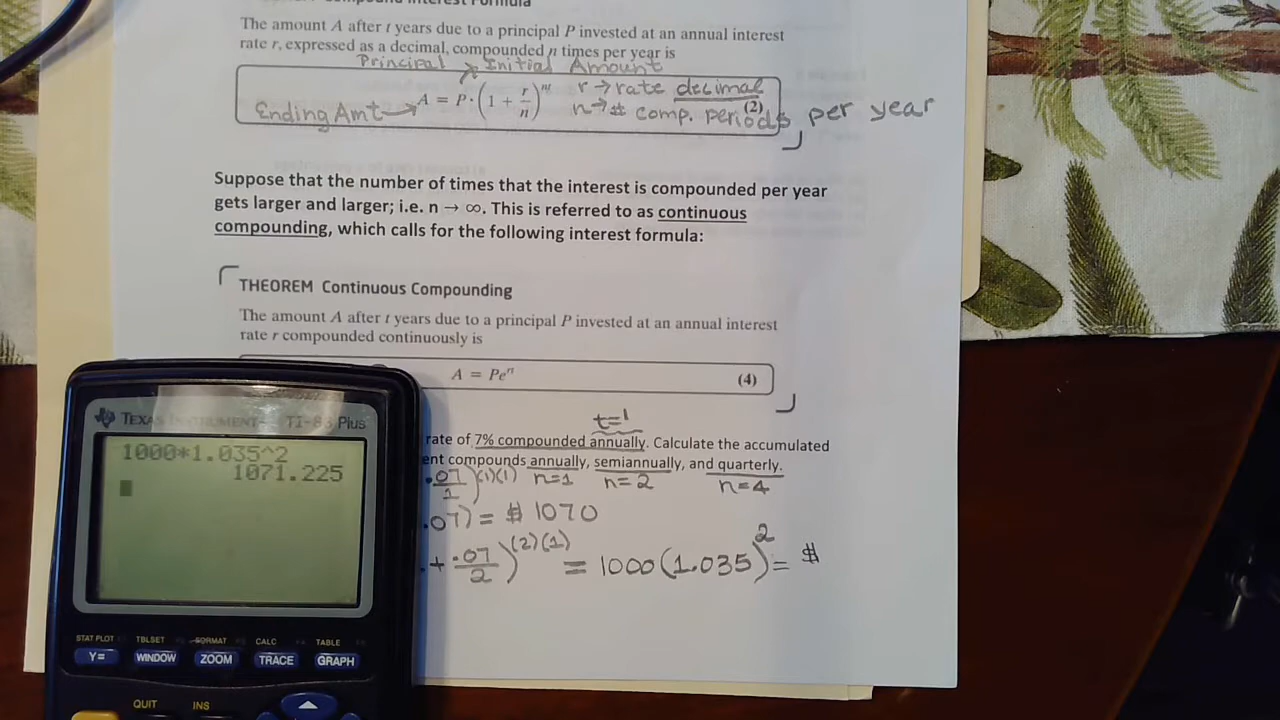 Compound Interest Formula
The amount A after t years due to a principal P invested at an annual interest
rate r, expressed as a decimal, compounded n times per year is
Principal Initial Amount
r → rate decimal
Ending Amt → A = P · (1 + r/n)^nt (2)
n → # comp. periods per year
Suppose that the number of times that the interest is compounded per year
gets larger and larger; i.e. n → ∞. This is referred to as continuous
compounding, which calls for the following interest formula:
THEOREM Continuous Compounding
The amount A after t years due to a principal P invested at an annual interest
rate r compounded continuously is
A = Pe^rt (4)
t=1
rate of 7% compounded annually. Calculate the accumulated
compounds annually, semiannually, and quarterly.
.07/1)^(1)(1) n=1 n=2 n=4
.07) = $ 1070
+ .07/2)^(2)(1) = 1000(1.035)^2 = $
TEXAS INSTRUMENTS TI-83 Plus
1000*1.035^2
1071.225
STAT PLOT TBLSET FORMAT CALC TABLE
Y= WINDOW ZOOM TRACE GRAPH
QUIT INS